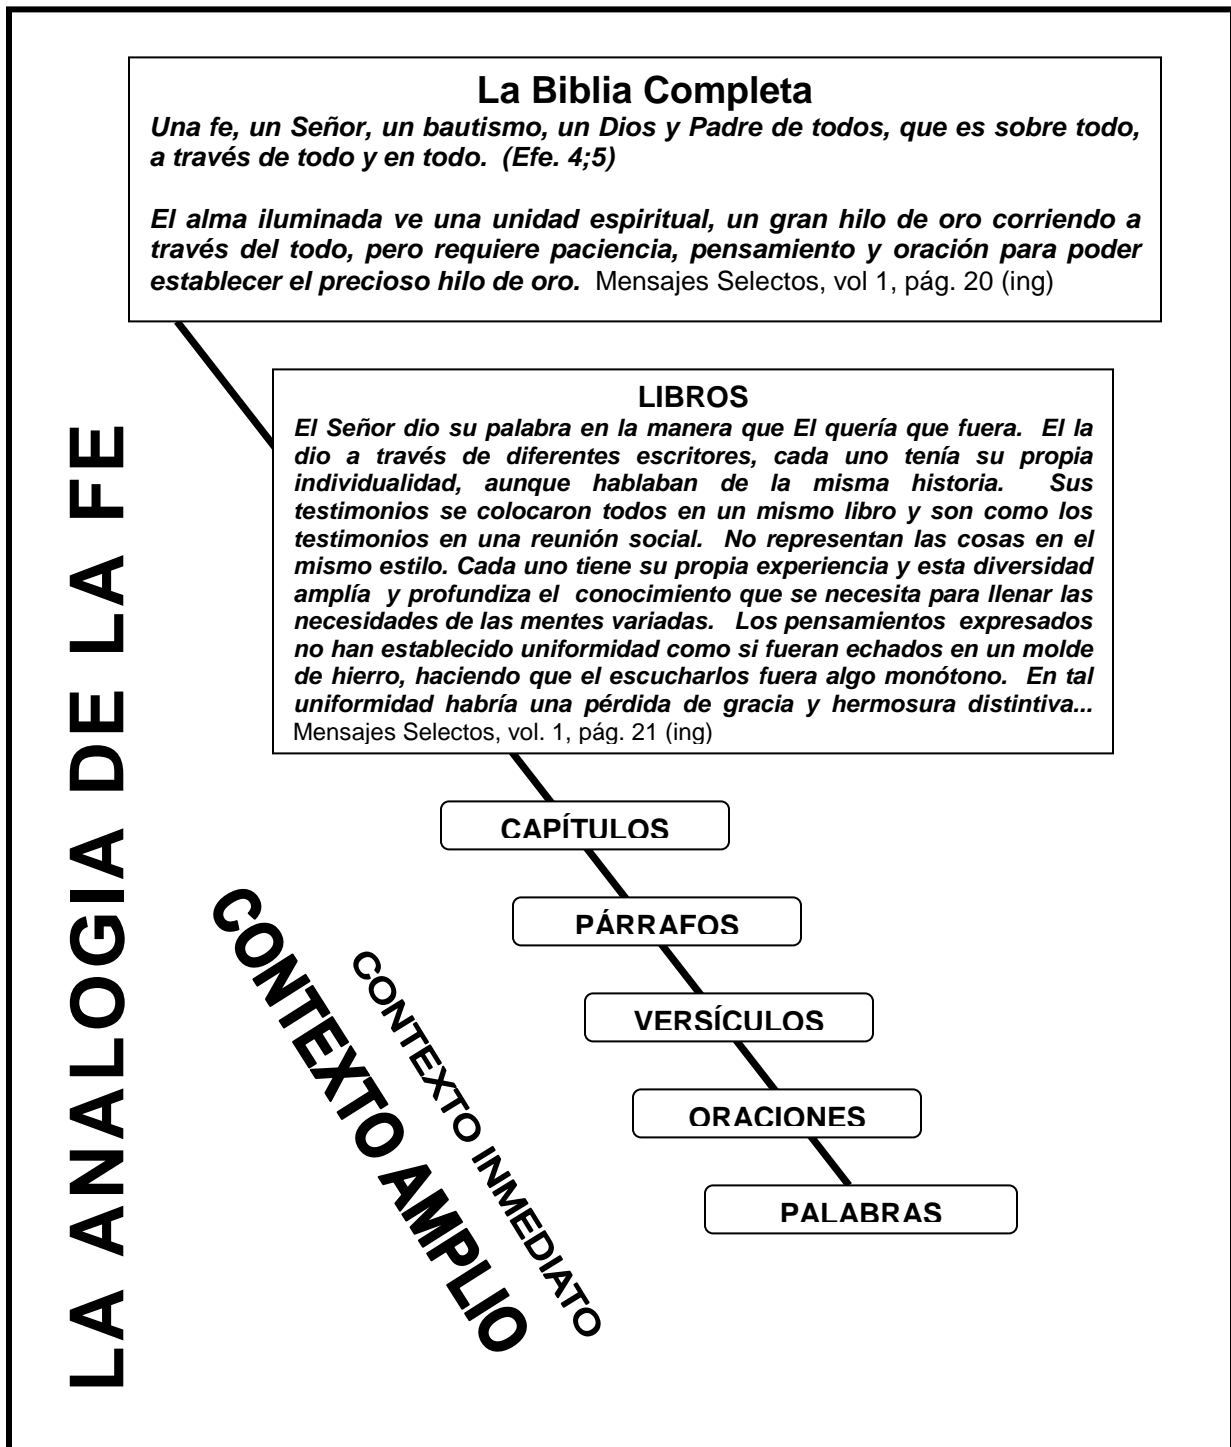 La Biblia Completa
Una fe, un Señor, un bautismo, un Dios y Padre de todos, que es sobre todo,
a través de todo y en todo.  (Efe. 4;5)
El alma iluminada ve una unidad espiritual, un gran hilo de oro corriendo a
través del todo, pero requiere paciencia, pensamiento y oración para poder
establecer el precioso hilo de oro.  Mensajes Selectos, vol 1, pág. 20 (ing)
LIBROS
El Señor dio su palabra en la manera que El quería que fuera.  El la
dio a través de diferentes escritores, cada uno tenía su propia
individualidad, aunque hablaban de la misma historia.  Sus
testimonios se colocaron todos en un mismo libro y son como los
testimonios en una reunión social.  No representan las cosas en el
mismo estilo. Cada uno tiene su propia experiencia y esta diversidad
amplía  y profundiza el  conocimiento que se necesita para llenar las
necesidades de las mentes variadas.  Los pensamientos  expresados
no han establecido uniformidad como si fueran echados en un molde
de hierro, haciendo que el escucharlos fuera algo monótono.  En tal
uniformidad habría una pérdida de gracia y hermosura distintiva...
Mensajes Selectos, vol. 1, pág. 21 (ing)
LA ANALOGIA DE LA FE
CAPÍTULOS
PÁRRAFOS
VERSÍCULOS
ORACIONES
PALABRAS
CONTEXTO INMEDIATO
CONTEXTO AMPLIO